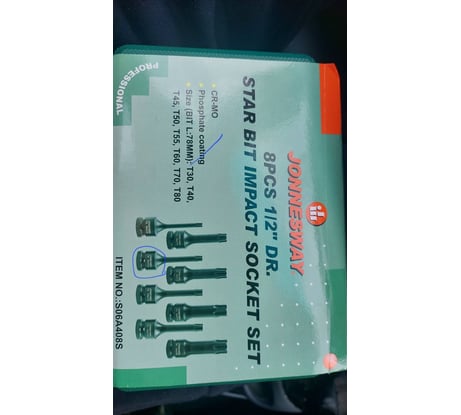 JONNESWAY
8PCS 1/2" DR.
STAR BIT IMPACT SOCKET SET
CR-MO
Phosphate coating
Size (BIT L:78MM): T30, T40,
T45, T50, T55, T60, T70, T80
PROFESSIONAL
ITEM NO.:S06A408S